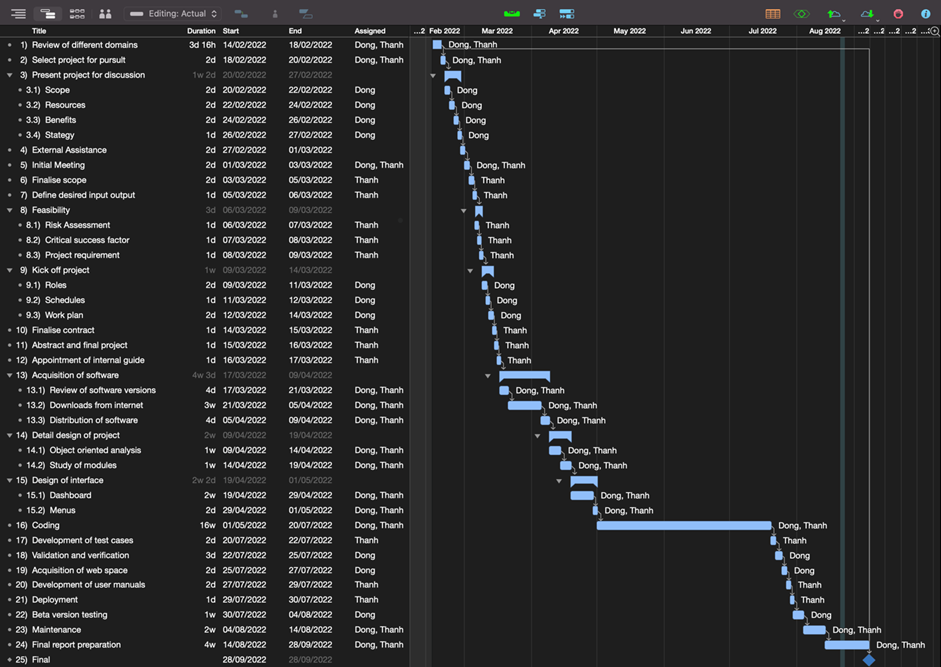 Editing: Actual
Title Duration Start End Assigned ...2 Feb 2022 Mar 2022 Apr 2022 May 2022 Jun 2022 Jul 2022 Aug 2022 ...2 ...2 ...2 ...2
1) Review of different domains 3d 16h 14/02/2022 18/02/2022 Dong, Thanh Dong, Thanh
2) Select project for pursult 2d 18/02/2022 20/02/2022 Dong, Thanh Dong, Thanh
3) Present project for discussion 1w 2d 20/02/2022 27/02/2022
3.1) Scope 2d 20/02/2022 22/02/2022 Dong Dong
3.2) Resources 2d 22/02/2022 24/02/2022 Dong Dong
3.3) Benefits 2d 24/02/2022 26/02/2022 Dong Dong
3.4) Stategy 1d 26/02/2022 27/02/2022 Dong Dong
4) External Assistance 2d 27/02/2022 01/03/2022
5) Initial Meeting 2d 01/03/2022 03/03/2022 Dong, Thanh Dong, Thanh
6) Finalise scope 2d 03/03/2022 05/03/2022 Thanh Thanh
7) Define desired input output 1d 05/03/2022 06/03/2022 Thanh Thanh
8) Feasibility 3d 06/03/2022 09/03/2022
8.1) Risk Assessment 1d 06/03/2022 07/03/2022 Thanh Thanh
8.2) Critical success factor 1d 07/03/2022 08/03/2022 Thanh Thanh
8.3) Project requirement 1d 08/03/2022 09/03/2022 Thanh Thanh
9) Kick off project 1w 09/03/2022 14/03/2022
9.1) Roles 2d 09/03/2022 11/03/2022 Dong Dong
9.2) Schedules 1d 11/03/2022 12/03/2022 Dong Dong
9.3) Work plan 2d 12/03/2022 14/03/2022 Dong Dong
10) Finalise contract 1d 14/03/2022 15/03/2022 Thanh Thanh
11) Abstract and final project 1d 15/03/2022 16/03/2022 Thanh Thanh
12) Appointment of internal guide 1d 16/03/2022 17/03/2022 Thanh Thanh
13) Acquisition of software 4w 3d 17/03/2022 09/04/2022
13.1) Review of software versions 4d 17/03/2022 21/03/2022 Dong, Thanh Dong, Thanh
13.2) Downloads from internet 3w 21/03/2022 05/04/2022 Dong, Thanh Dong, Thanh
13.3) Distribution of software 4d 05/04/2022 09/04/2022 Dong, Thanh Dong, Thanh
14) Detail design of project 2w 09/04/2022 19/04/2022
14.1) Object oriented analysis 1w 09/04/2022 14/04/2022 Dong, Thanh Dong, Thanh
14.2) Study of modules 1w 14/04/2022 19/04/2022 Dong, Thanh Dong, Thanh
15) Design of interface 2w 2d 19/04/2022 01/05/2022
15.1) Dashboard 2w 19/04/2022 29/04/2022 Dong, Thanh Dong, Thanh
15.2) Menus 2d 29/04/2022 01/05/2022 Dong, Thanh Dong, Thanh
16) Coding 16w 01/05/2022 20/07/2022 Dong, Thanh Dong, Thanh
17) Development of test cases 2d 20/07/2022 22/07/2022 Thanh Thanh
18) Validation and verification 3d 22/07/2022 25/07/2022 Dong Dong
19) Acquisition of web space 2d 25/07/2022 27/07/2022 Dong Dong
20) Development of user manuals 2d 27/07/2022 29/07/2022 Thanh Thanh
21) Deployment 1d 29/07/2022 30/07/2022 Thanh Thanh
22) Beta version testing 1w 30/07/2022 04/08/2022 Dong Dong
23) Maintenance 2w 04/08/2022 14/08/2022 Dong, Thanh Dong, Thanh
24) Final report preparation 4w 14/08/2022 28/09/2022 Dong, Thanh Dong, Thanh
25) Final 28/09/2022 28/09/2022